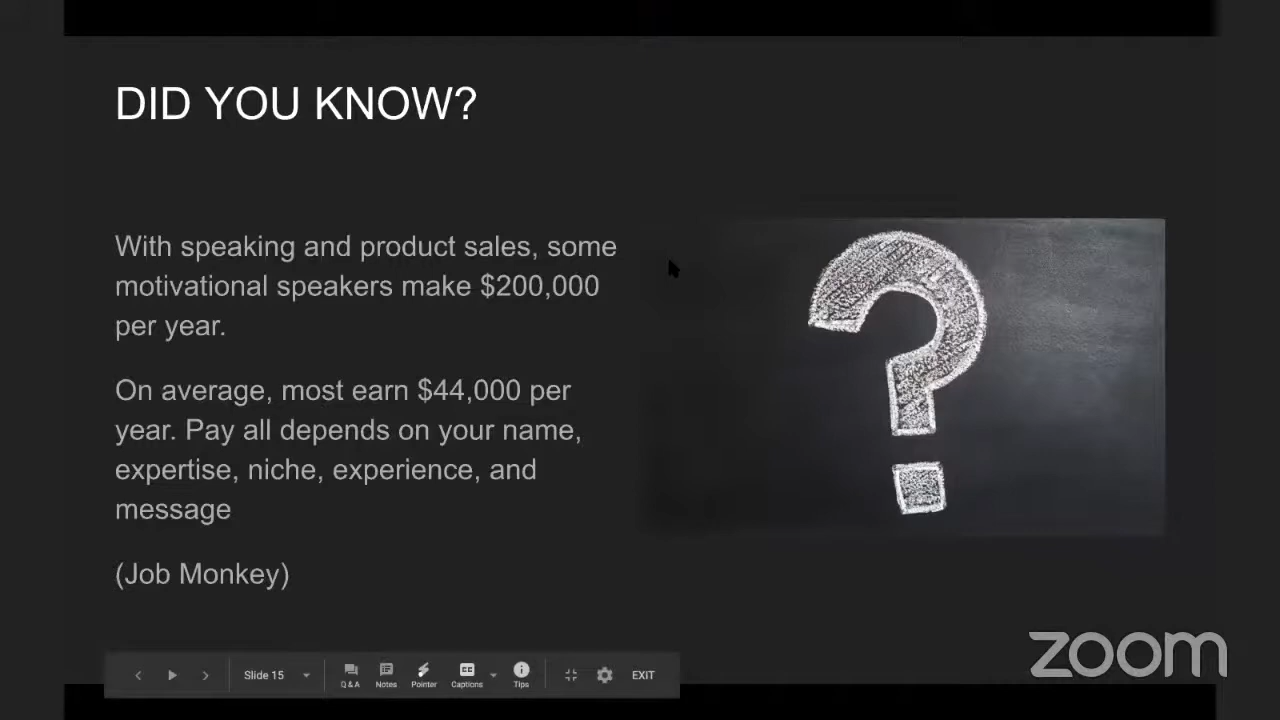 DID YOU KNOW?
With speaking and product sales, some
motivational speakers make $200,000
per year.
On average, most earn $44,000 per
year. Pay all depends on your name,
expertise, niche, experience, and
message
(Job Monkey)
zoom
Slide 15
Q & A
Notes
Pointer
CC
Captions
Tips
EXIT